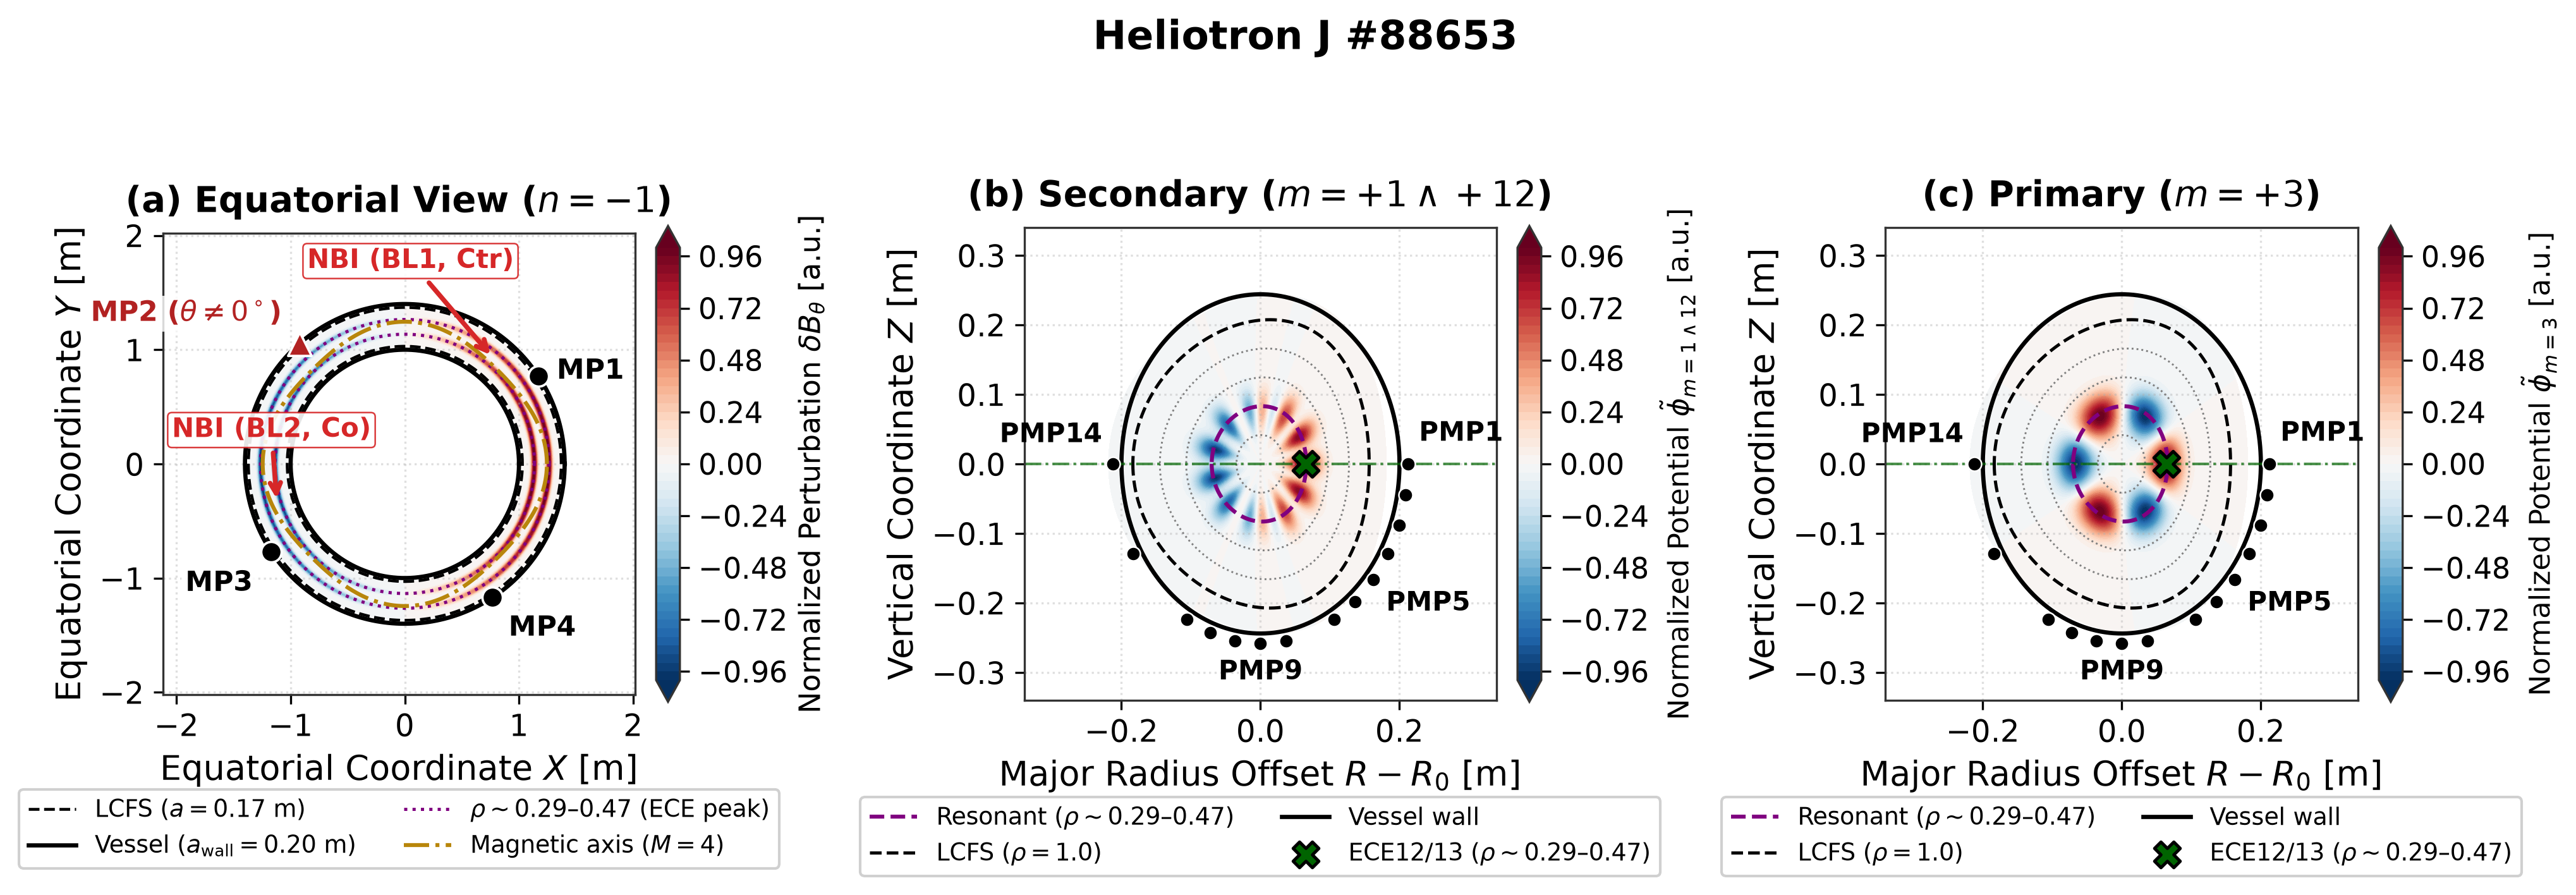 Heliotron J #88653
(a) Equatorial View (n = −1)
2
1
0
−1
−2
−2
−1
0
1
2
Equatorial Coordinate Y [m]
Equatorial Coordinate X [m]
NBI (BL1, Ctr)
MP2 (θ ≠ 0°)
MP1
NBI (BL2, Co)
MP3
MP4
0.96
0.72
0.48
0.24
0.00
−0.24
−0.48
−0.72
−0.96
Normalized Perturbation δB_θ [a.u.]
LCFS (a = 0.17 m)
Vessel (a_wall = 0.20 m)
ρ ~ 0.29–0.47 (ECE peak)
Magnetic axis (M = 4)
(b) Secondary (m = +1 ∧ +12)
0.3
0.2
0.1
0.0
−0.1
−0.2
−0.3
−0.2
0.0
0.2
Vertical Coordinate Z [m]
Major Radius Offset R − R₀ [m]
PMP14
PMP1
PMP5
PMP9
0.96
0.72
0.48
0.24
0.00
−0.24
−0.48
−0.72
−0.96
Normalized Potential ϕ̃_m=1∧12 [a.u.]
Resonant (ρ ~ 0.29–0.47)
LCFS (ρ = 1.0)
Vessel wall
ECE12/13 (ρ ~ 0.29–0.47)
(c) Primary (m = +3)
0.3
0.2
0.1
0.0
−0.1
−0.2
−0.3
−0.2
0.0
0.2
Vertical Coordinate Z [m]
Major Radius Offset R − R₀ [m]
PMP14
PMP1
PMP5
PMP9
0.96
0.72
0.48
0.24
0.00
−0.24
−0.48
−0.72
−0.96
Normalized Potential ϕ̃_m=3 [a.u.]
Resonant (ρ ~ 0.29–0.47)
LCFS (ρ = 1.0)
Vessel wall
ECE12/13 (ρ ~ 0.29–0.47)